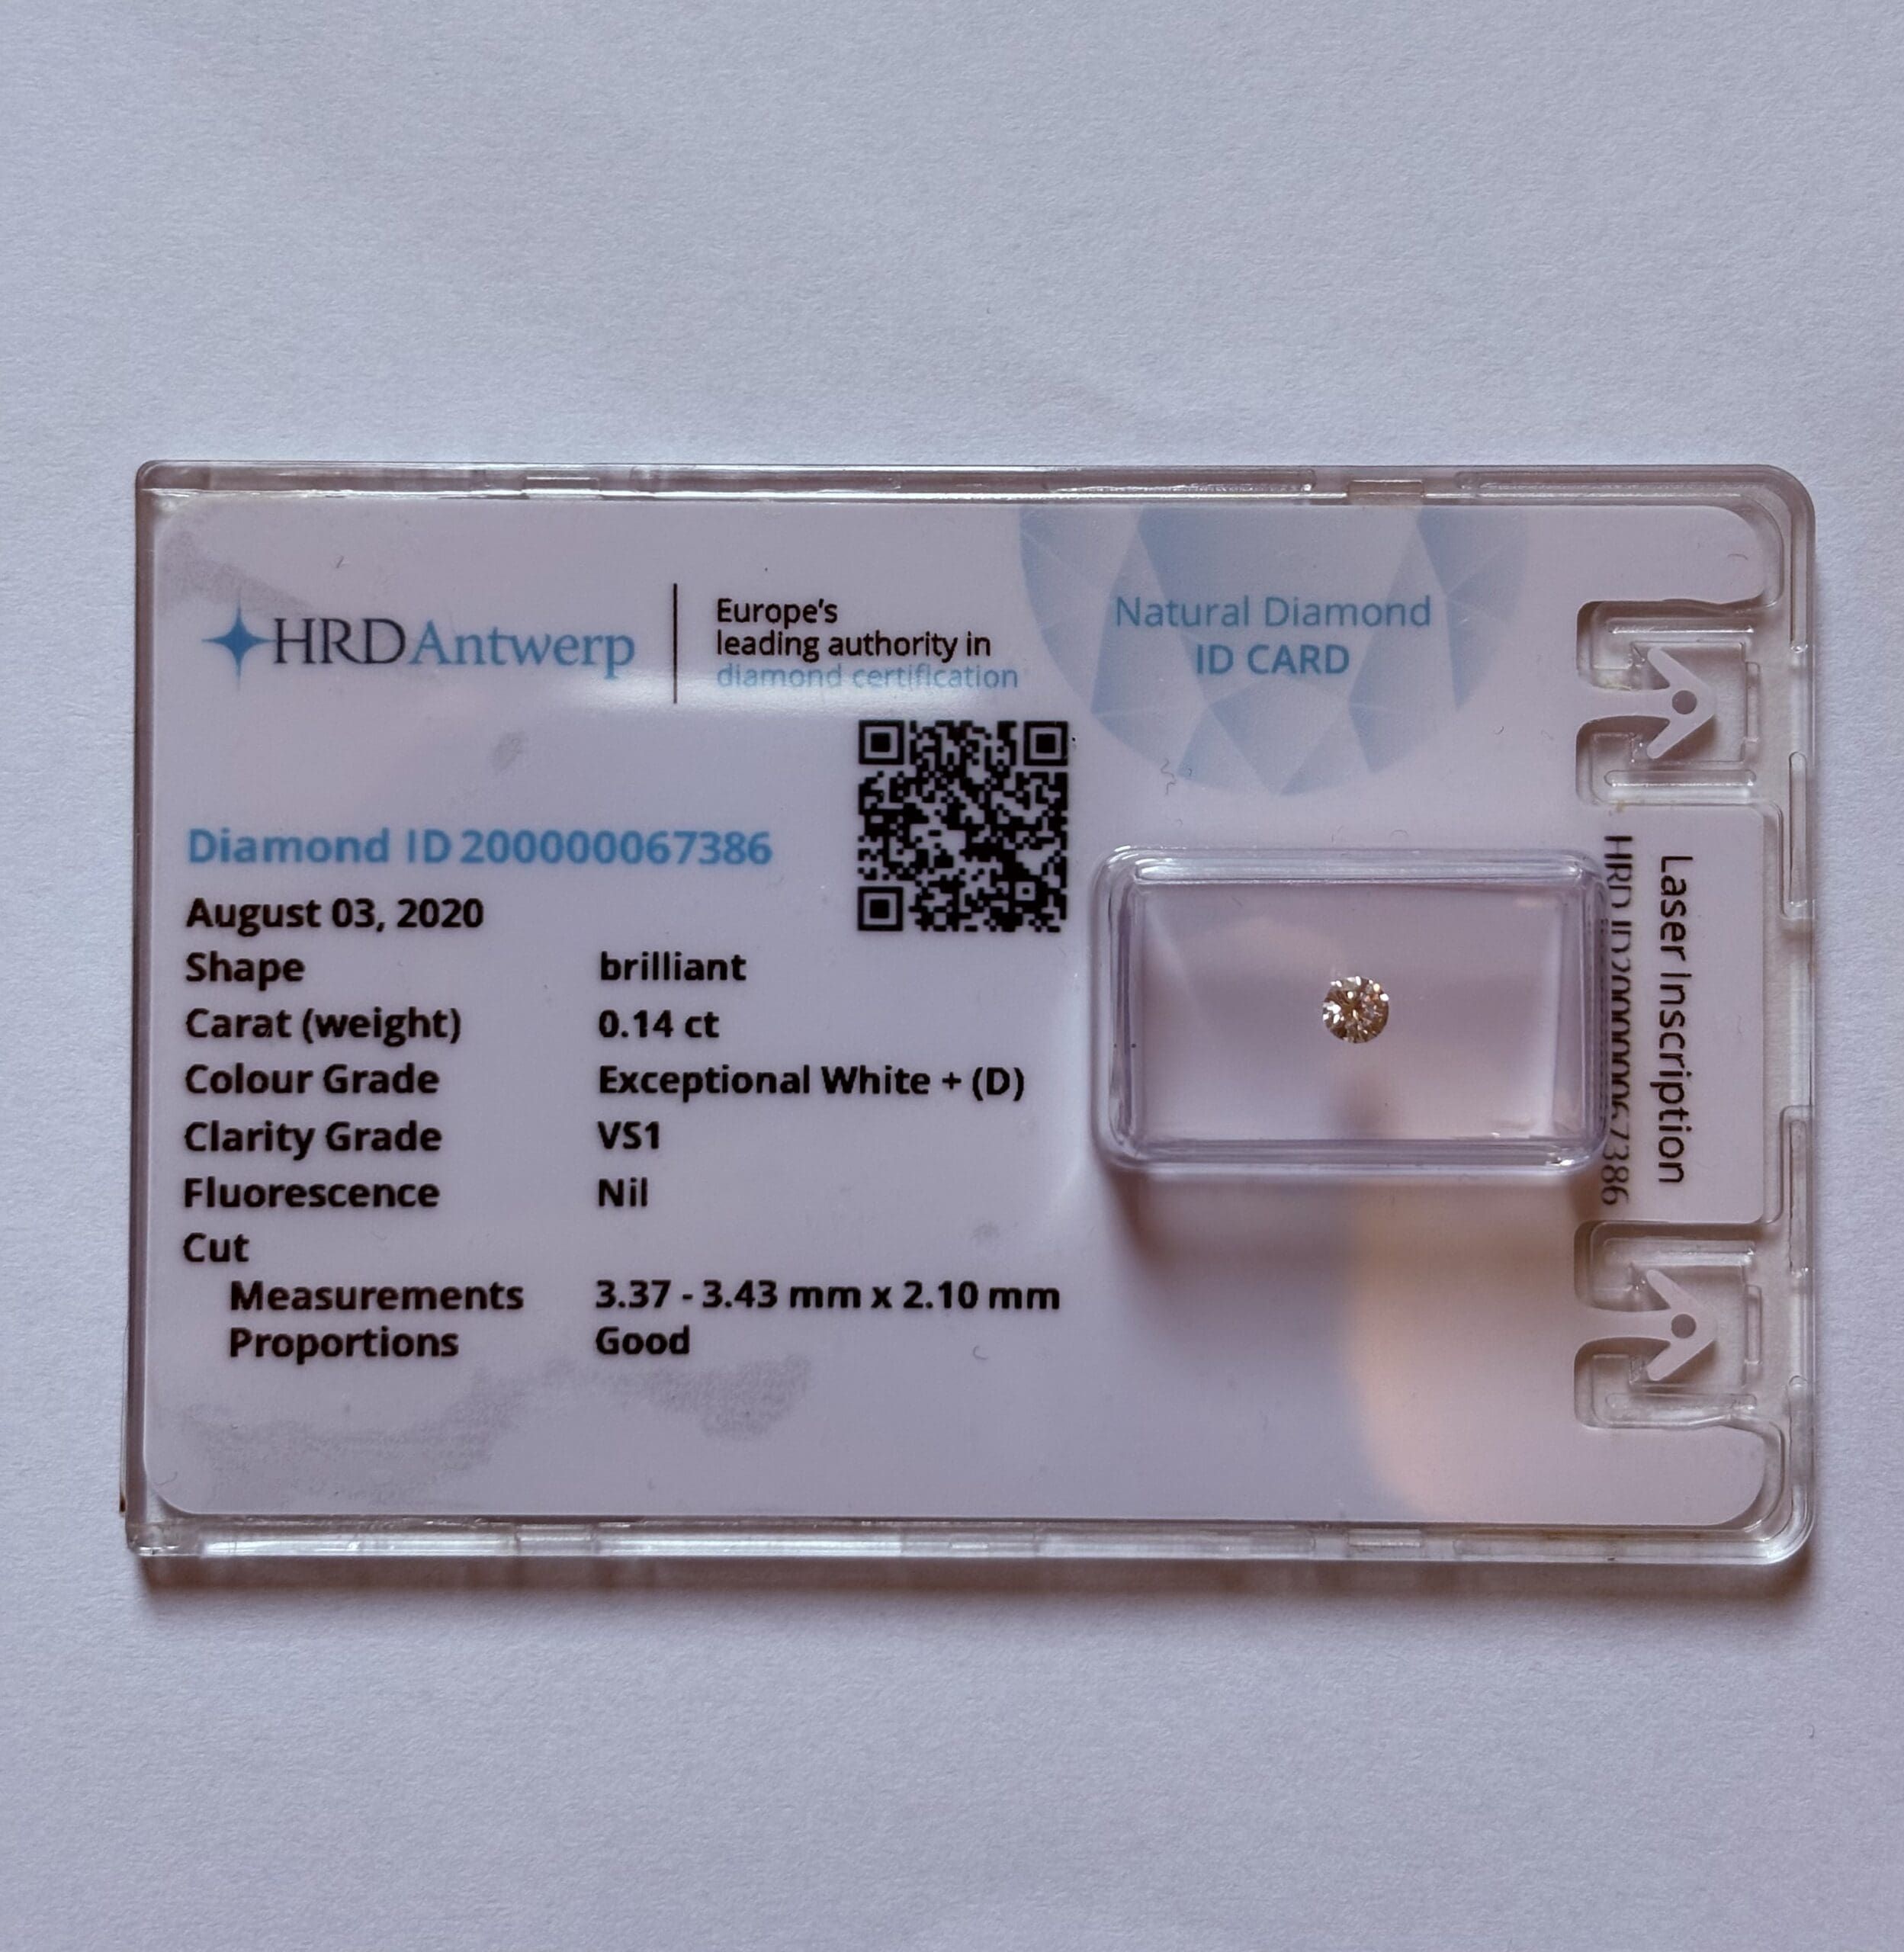 HRDAntwerp
Europe's
leading authority in
diamond certification
Natural Diamond
ID CARD
Diamond ID 200000067386
August 03, 2020
Shape brilliant
Carat (weight) 0.14 ct
Colour Grade Exceptional White + (D)
Clarity Grade VS1
Fluorescence Nil
Cut
Measurements 3.37 - 3.43 mm x 2.10 mm
Proportions Good
Laser Inscription
HRD ID200000067386